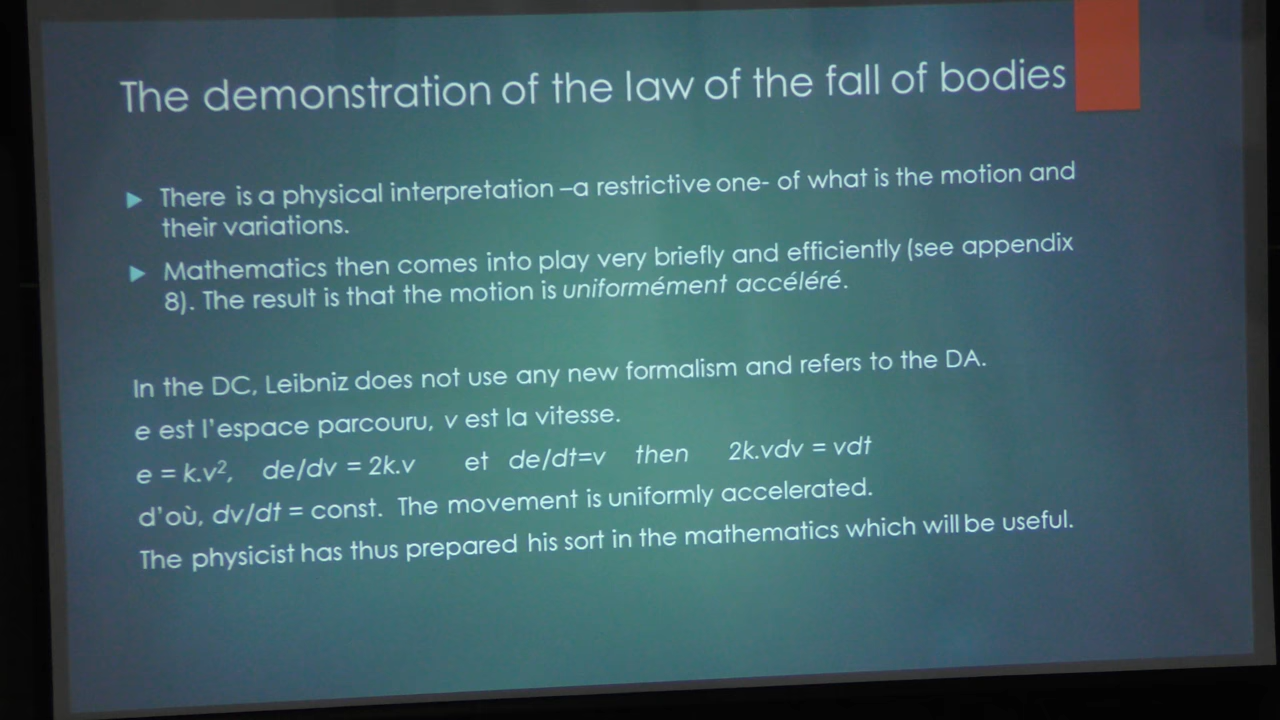 The demonstration of the law of the fall of bodies
There is a physical interpretation –a restrictive one- of what is the motion and
their variations.
Mathematics then comes into play very briefly and efficiently (see appendix
8). The result is that the motion is uniformément accéléré.
In the DC, Leibniz does not use any new formalism and refers to the DA.
e est l'espace parcouru, v est la vitesse.
e = k.v², de/dv = 2k.v et de/dt=v then 2k.vdv = vdt
d'où, dv/dt = const. The movement is uniformly accelerated.
The physicist has thus prepared his sort in the mathematics which will be useful.